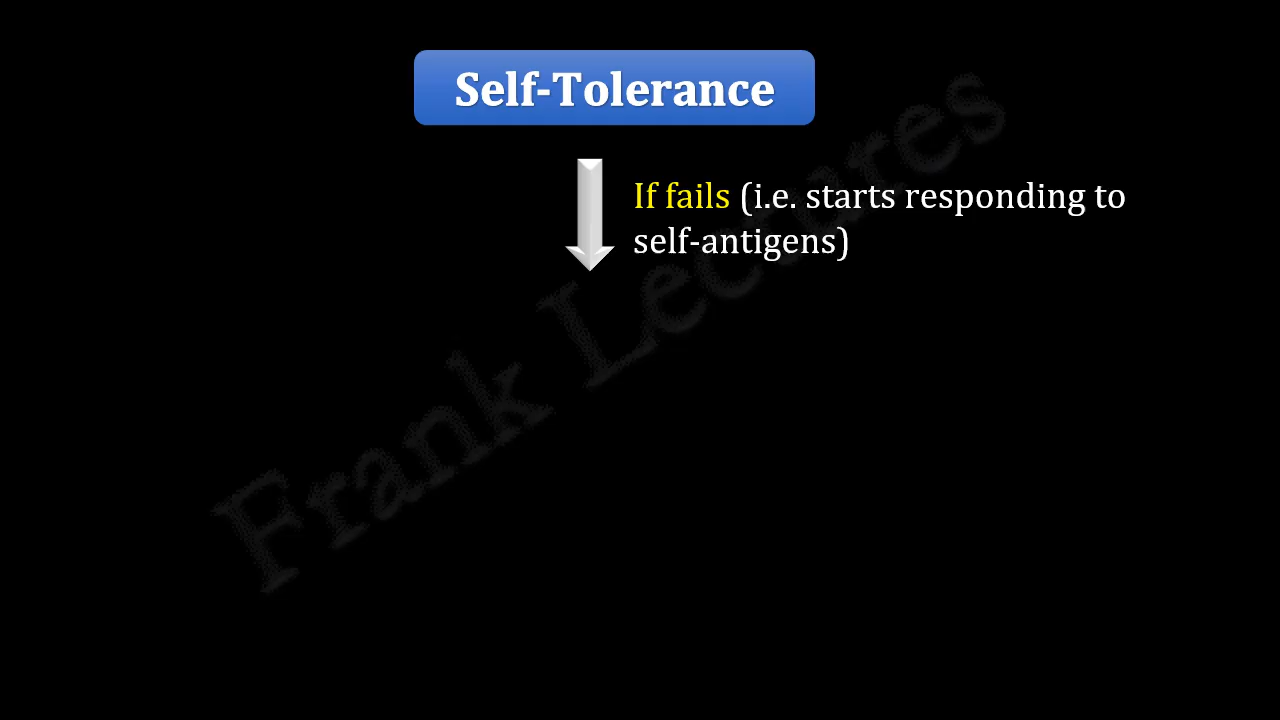 Self-Tolerance
If fails (i.e. starts responding to
self-antigens)
Frank Lectures